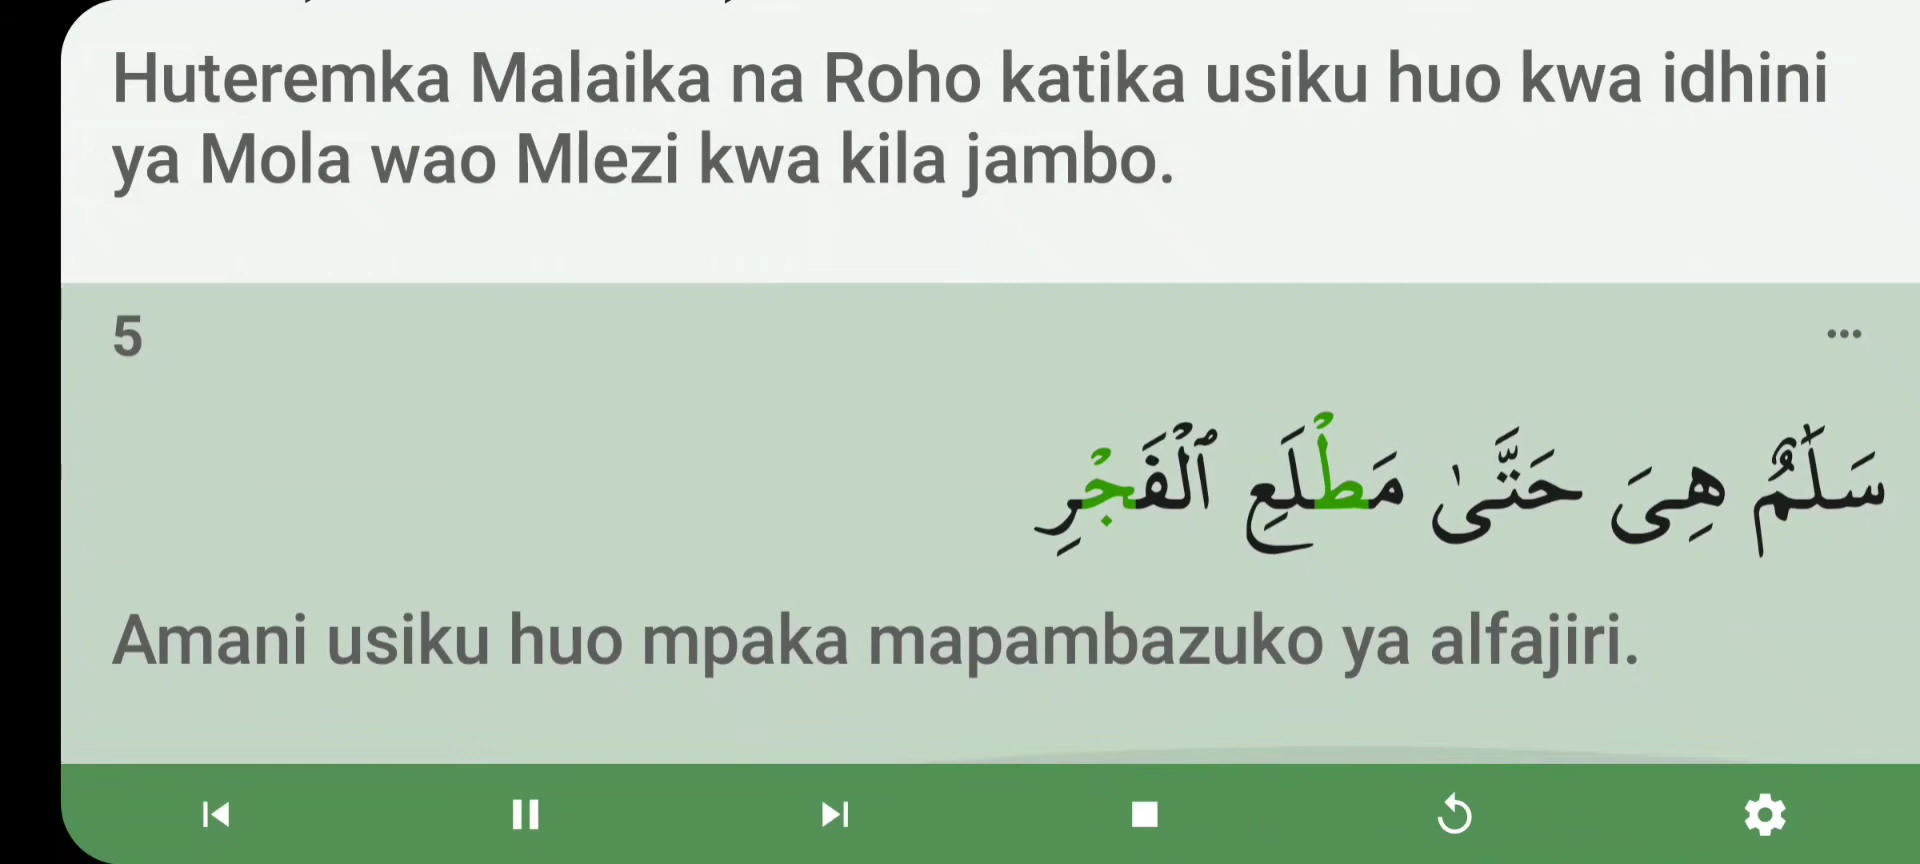 Huteremka Malaika na Roho katika usiku huo kwa idhini
ya Mola wao Mlezi kwa kila jambo.
5
سَلَٰمٌ هِىَ حَتَّىٰ مَطْلَعِ ٱلْفَجْرِ
Amani usiku huo mpaka mapambazuko ya alfajiri.